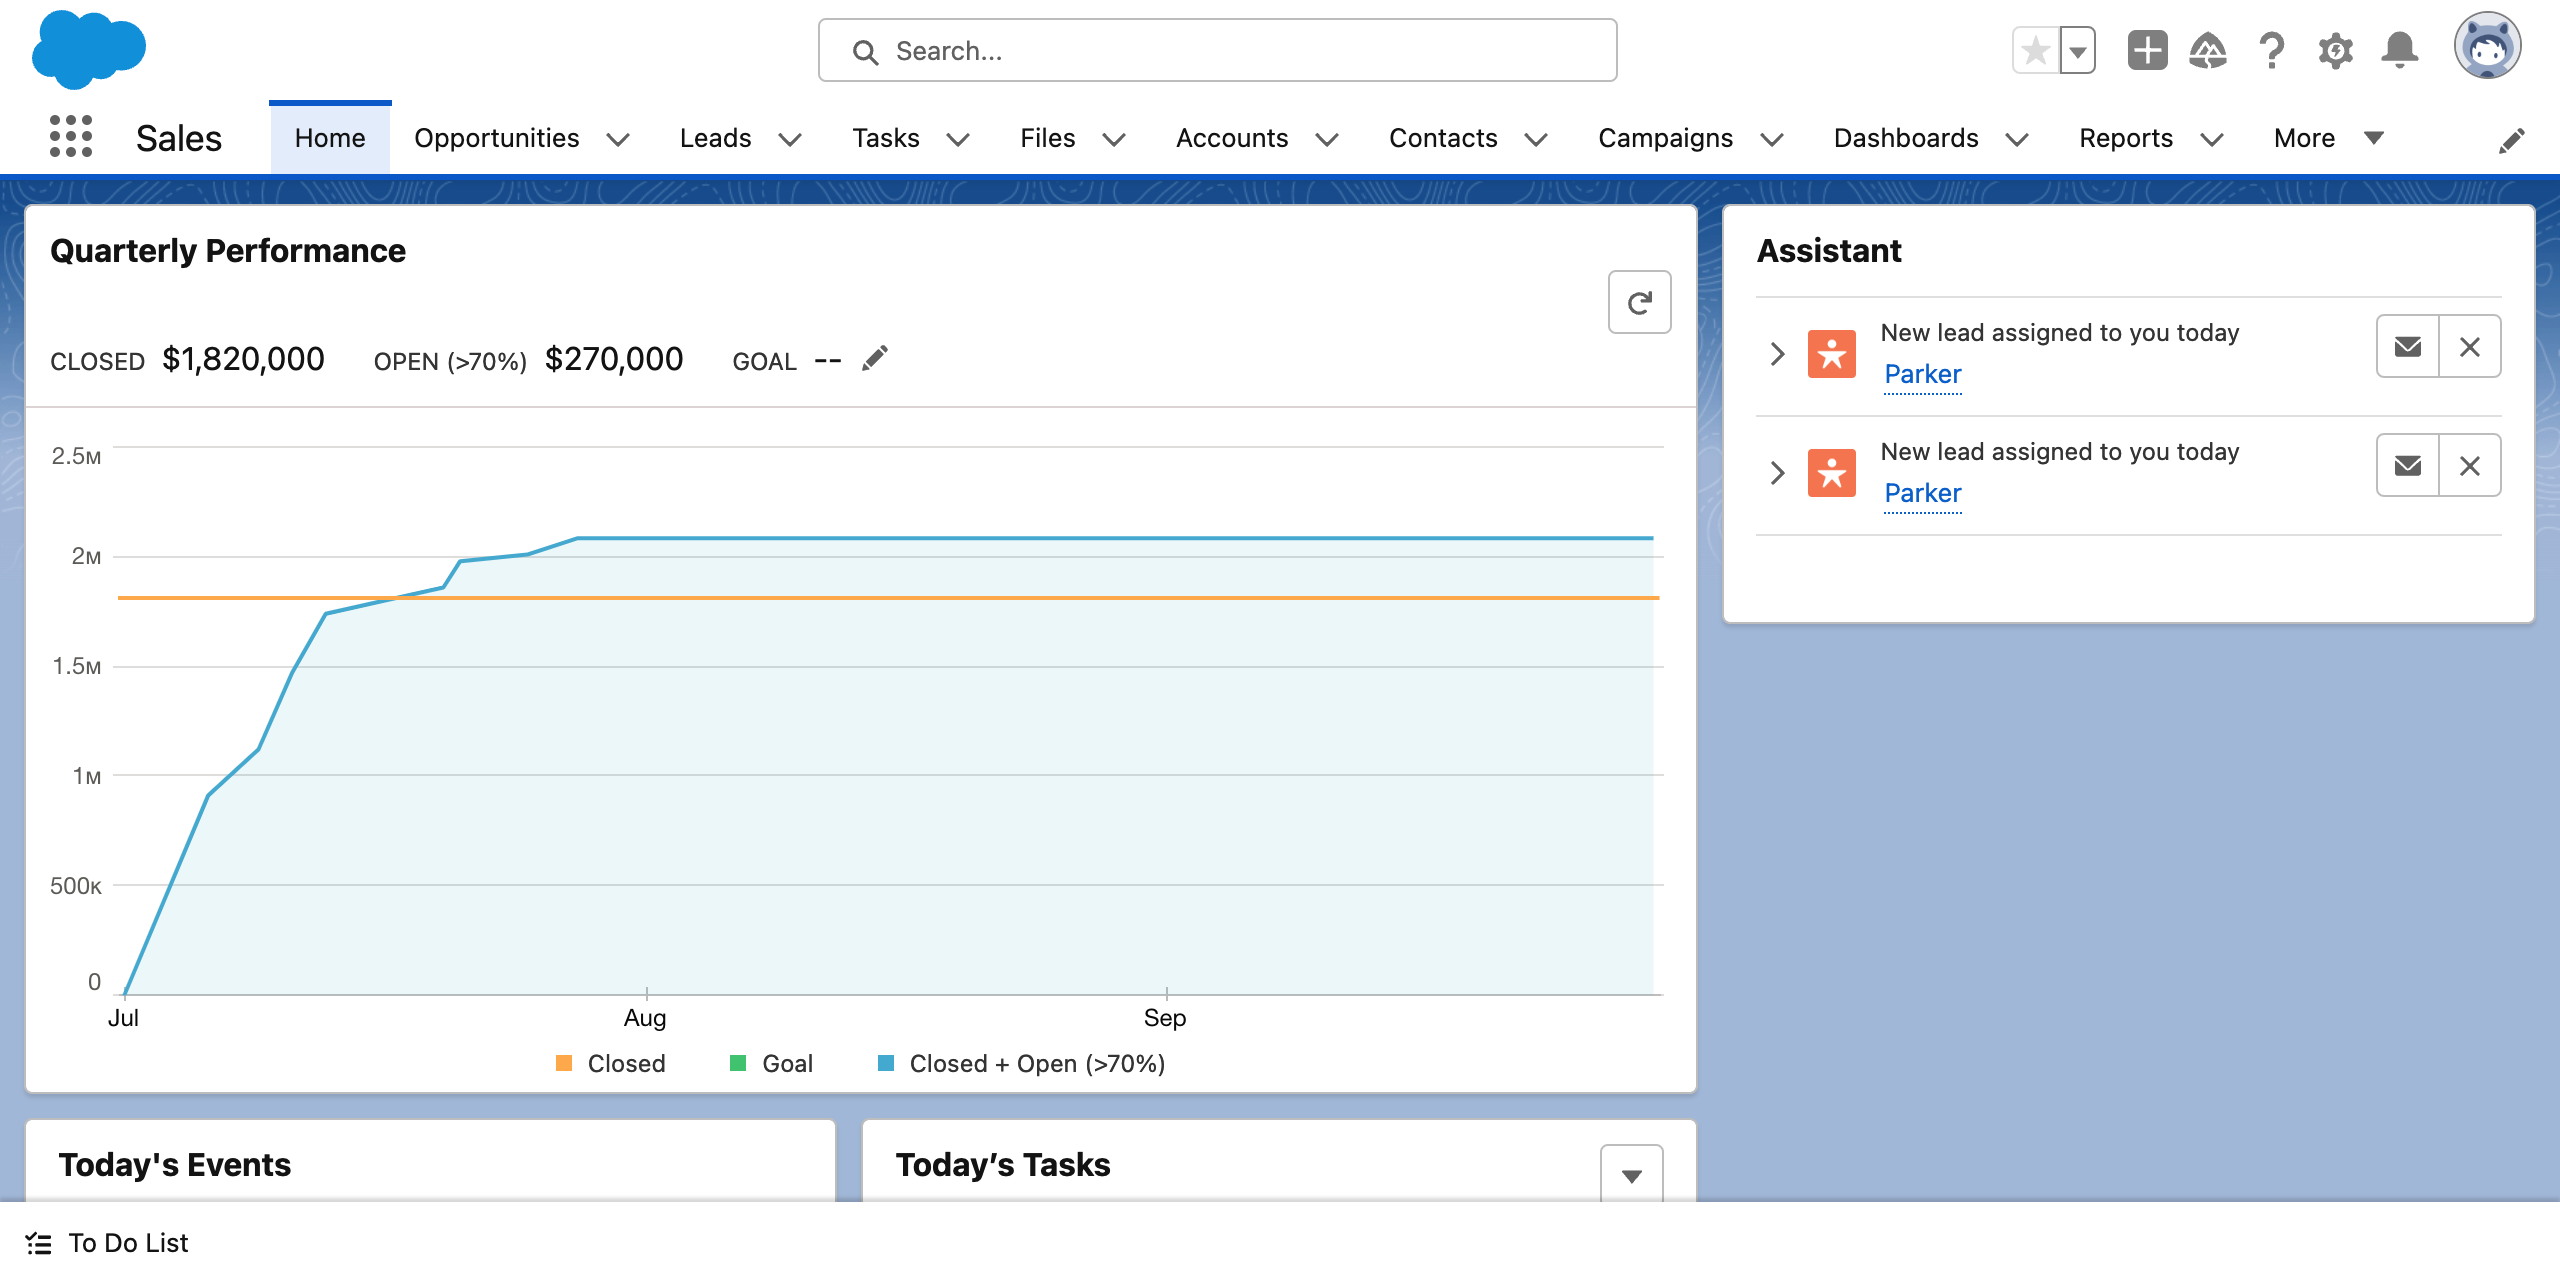 Search...
Sales
Home
Opportunities
Leads
Tasks
Files
Accounts
Contacts
Campaigns
Dashboards
Reports
More
Quarterly Performance
CLOSED $1,820,000 OPEN (>70%) $270,000 GOAL --
2.5M
2M
1.5M
1M
500K
0
Jul
Aug
Sep
Closed
Goal
Closed + Open (>70%)
Assistant
New lead assigned to you today
Parker
New lead assigned to you today
Parker
Today's Events
Today’s Tasks
To Do List